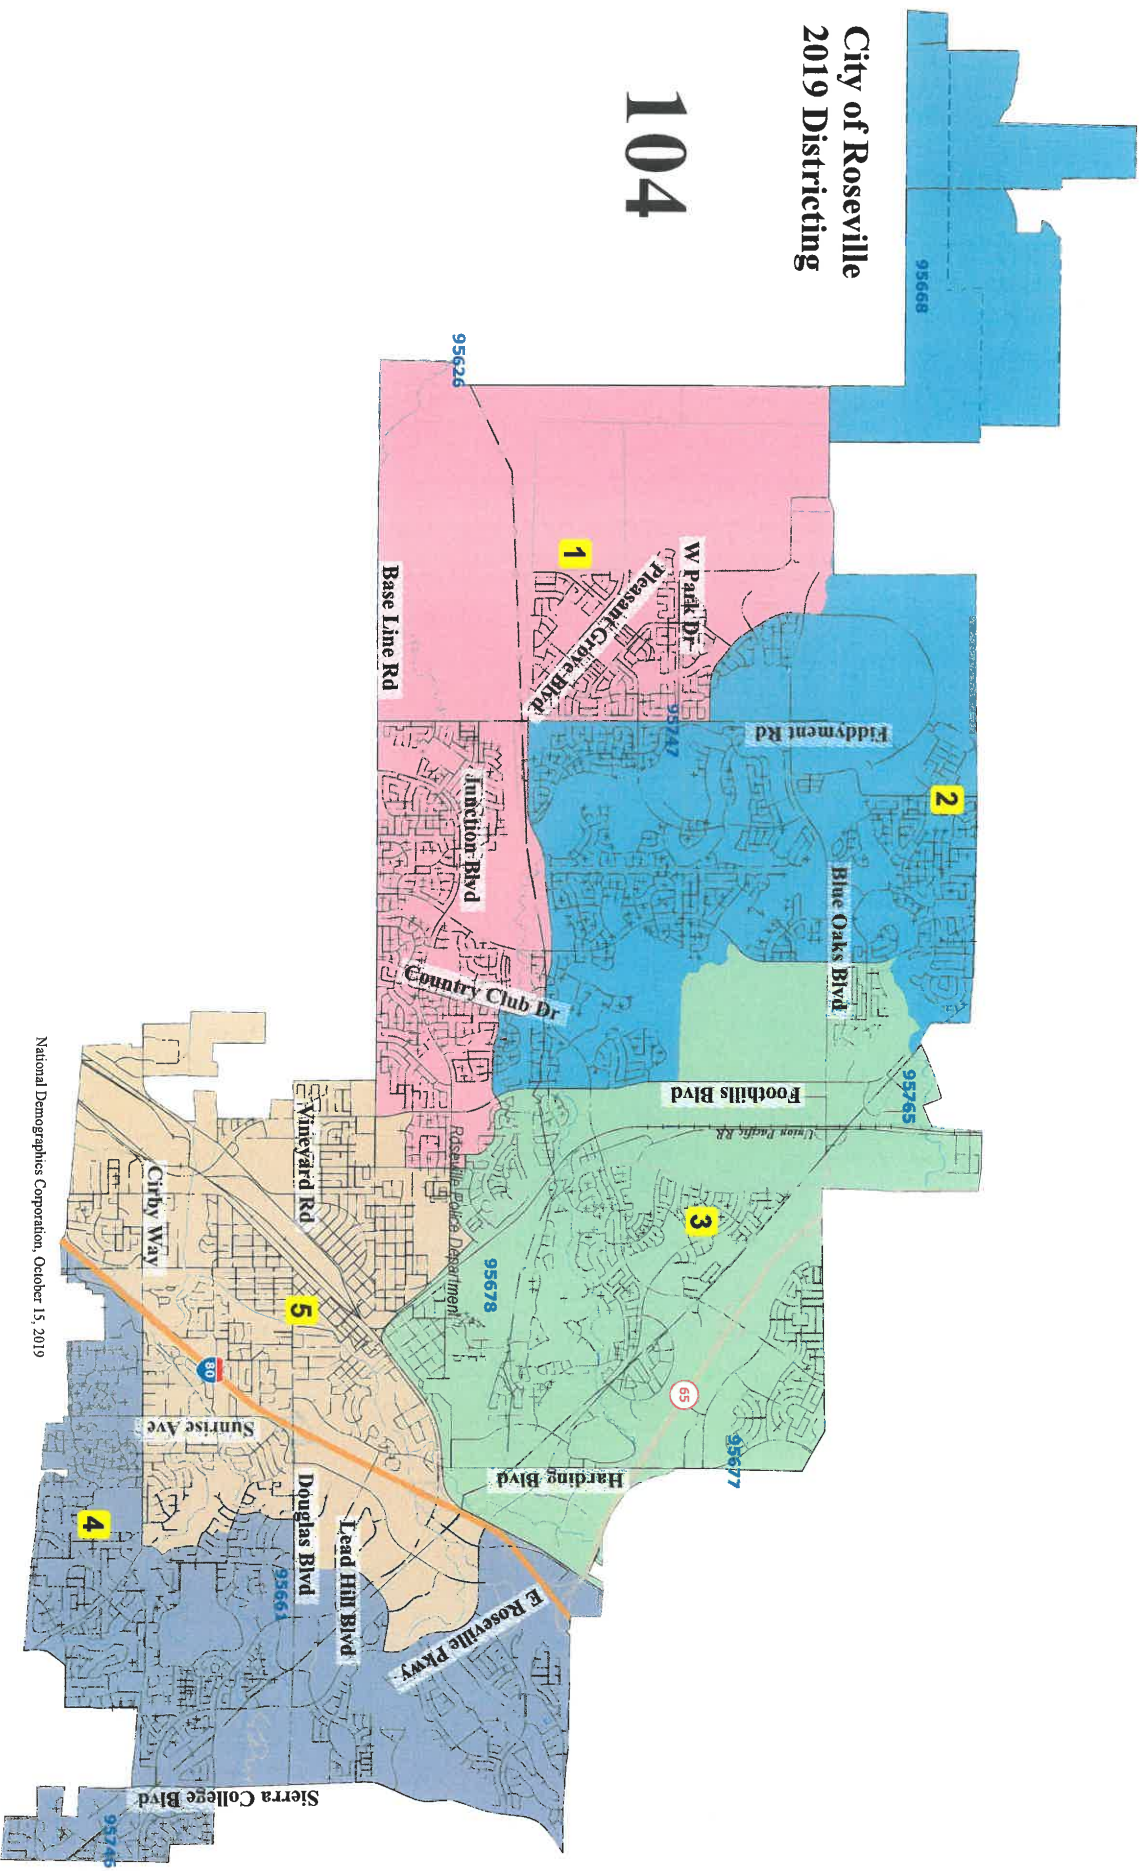 City of Roseville
2019 Districting
104
95668
95626
1
W Park Dr
Pleasant Grove Blvd
Base Line Rd
95747
Fiddyment Rd
2
Junction Blvd
Blue Oaks Blvd
Country Club Dr
Foothills Blvd
95765
Union Pacific RR
Roseville Police Department
Vineyard Rd
Cirby Way
3
95678
5
65
80
Sunrise Ave
Harding Blvd
95677
Douglas Blvd
Lead Hill Blvd
4
95661
E Roseville Pkwy
Sierra College Blvd
95746
National Demographics Corporation, October 15, 2019